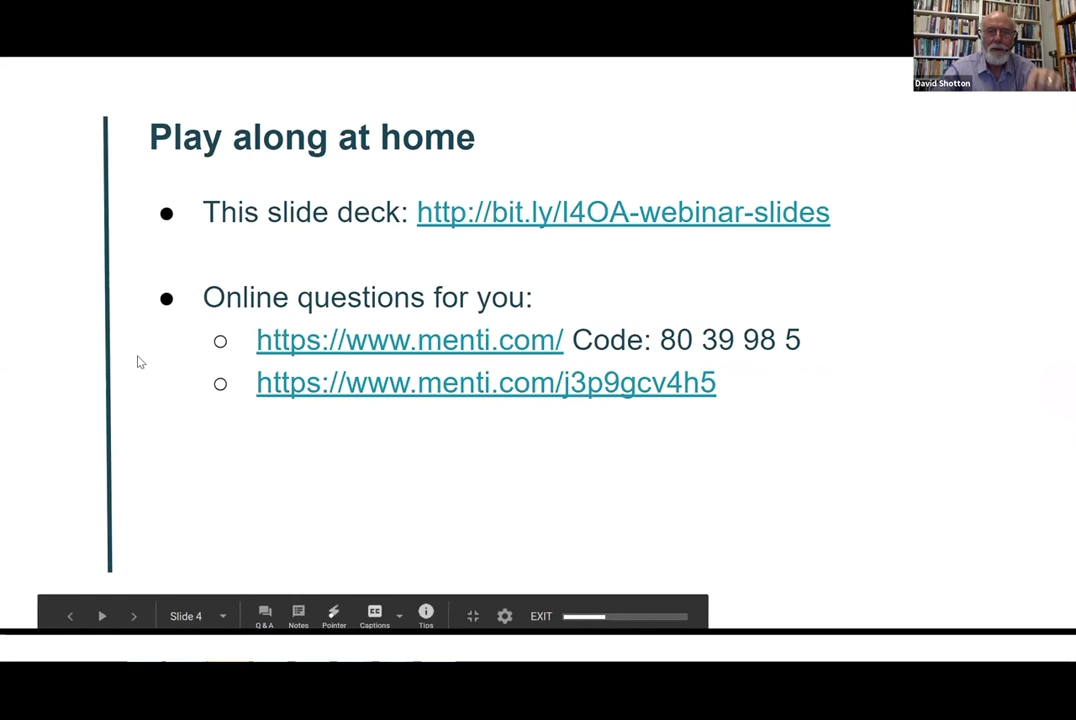 David Shotton
Play along at home
● This slide deck: http://bit.ly/I4OA-webinar-slides
● Online questions for you:
○ https://www.menti.com/ Code: 80 39 98 5
○ https://www.menti.com/j3p9gcv4h5
Slide 4
Q & A Notes Pointer Captions Tips EXIT